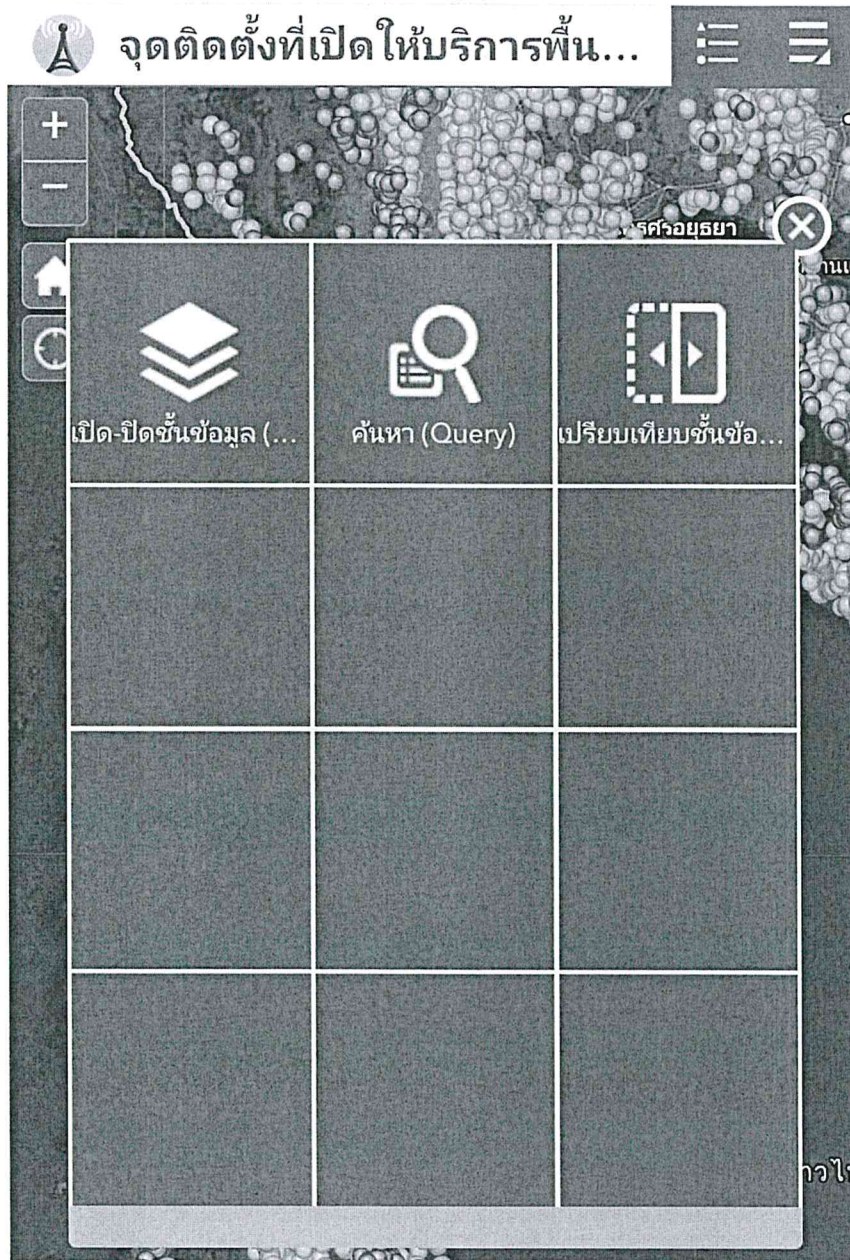 จุดติดตั้งที่เปิดให้บริการพื้น...
+
−
เปิด-ปิดชั้นข้อมูล (...
ค้นหา (Query)
เปรียบเทียบชั้นข้อ...